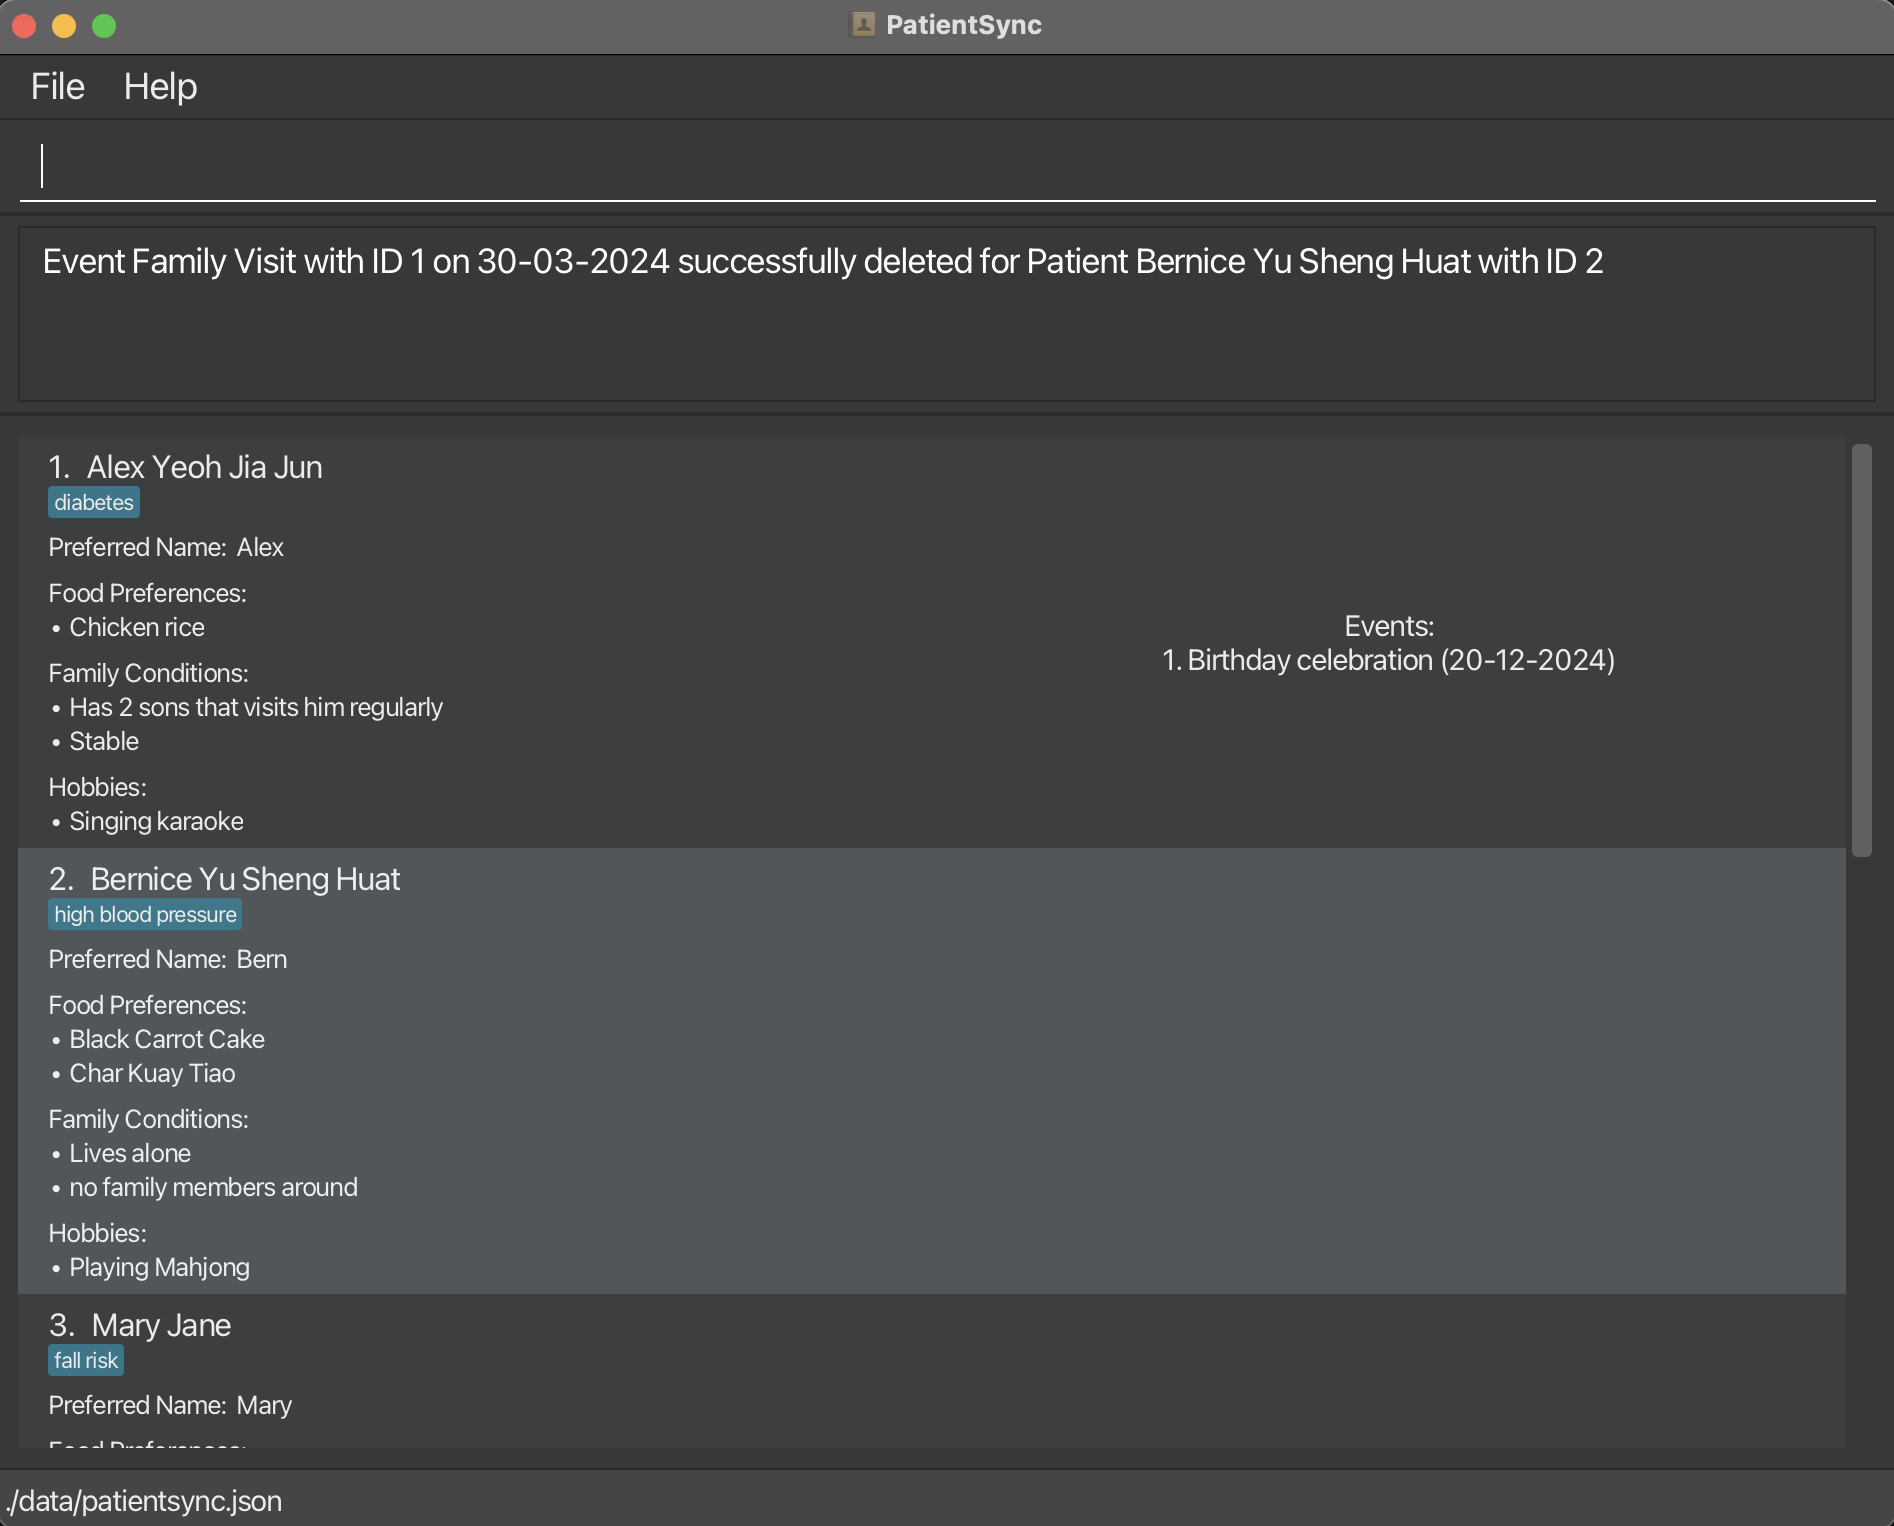 PatientSync
File Help
Event Family Visit with ID 1 on 30-03-2024 successfully deleted for Patient Bernice Yu Sheng Huat with ID 2
1. Alex Yeoh Jia Jun
diabetes
Preferred Name: Alex
Food Preferences:
• Chicken rice
Family Conditions:
• Has 2 sons that visits him regularly
• Stable
Hobbies:
• Singing karaoke
Events:
1. Birthday celebration (20-12-2024)
2. Bernice Yu Sheng Huat
high blood pressure
Preferred Name: Bern
Food Preferences:
• Black Carrot Cake
• Char Kuay Tiao
Family Conditions:
• Lives alone
• no family members around
Hobbies:
• Playing Mahjong
3. Mary Jane
fall risk
Preferred Name: Mary
Food Preferences:
./data/patientsync.json